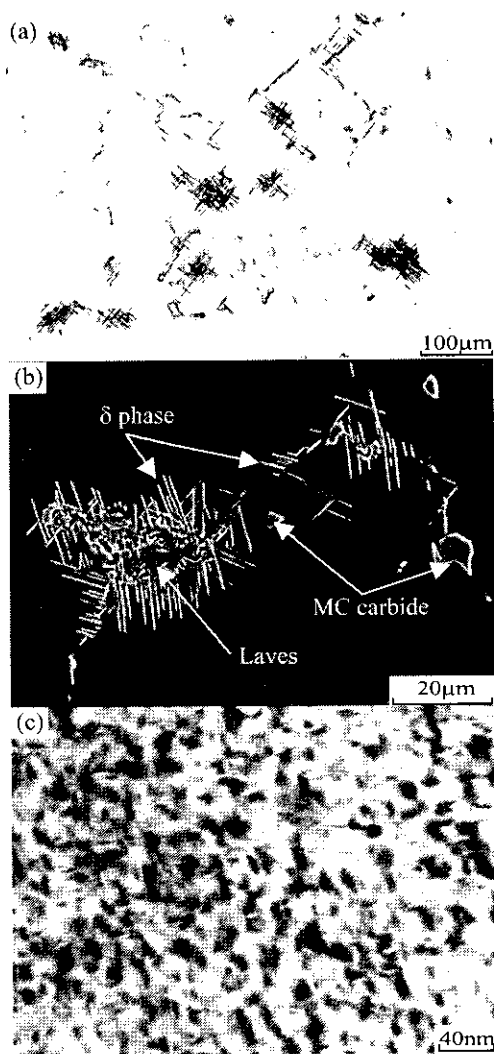 (a)
100μm
(b)
δ phase
MC carbide
Laves
20μm
(c)
40nm